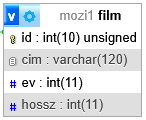 v mozi1 film
id : int(10) unsigned
cim : varchar(120)
# ev : int(11)
# hossz : int(11)